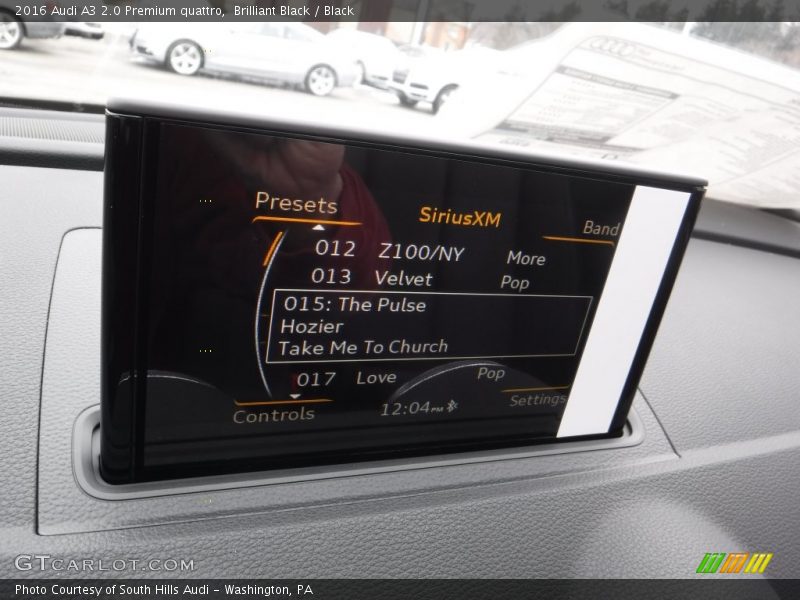 2016 Audi A3 2.0 Premium quattro, Brilliant Black / Black
Presets
SiriusXM
Band
012 Z100/NY More
013 Velvet Pop
015: The Pulse
Hozier
Take Me To Church
017 Love Pop
Controls
12:04 PM
Settings
GTCARLOT.COM
Photo Courtesy of South Hills Audi - Washington, PA